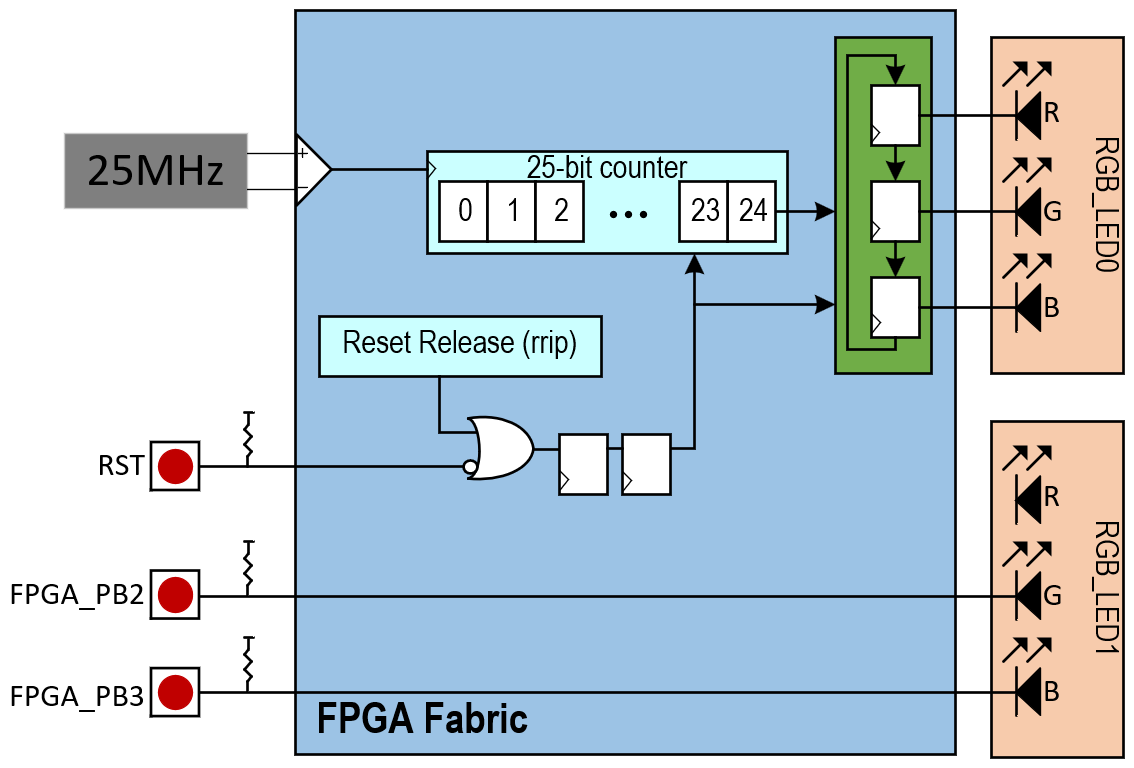 25MHz
+
−
25-bit counter
0 1 2 ... 23 24
R
G
B
RGB_LED0
Reset Release (rrip)
RST
FPGA_PB2
FPGA_PB3
R
G
B
RGB_LED1
FPGA Fabric